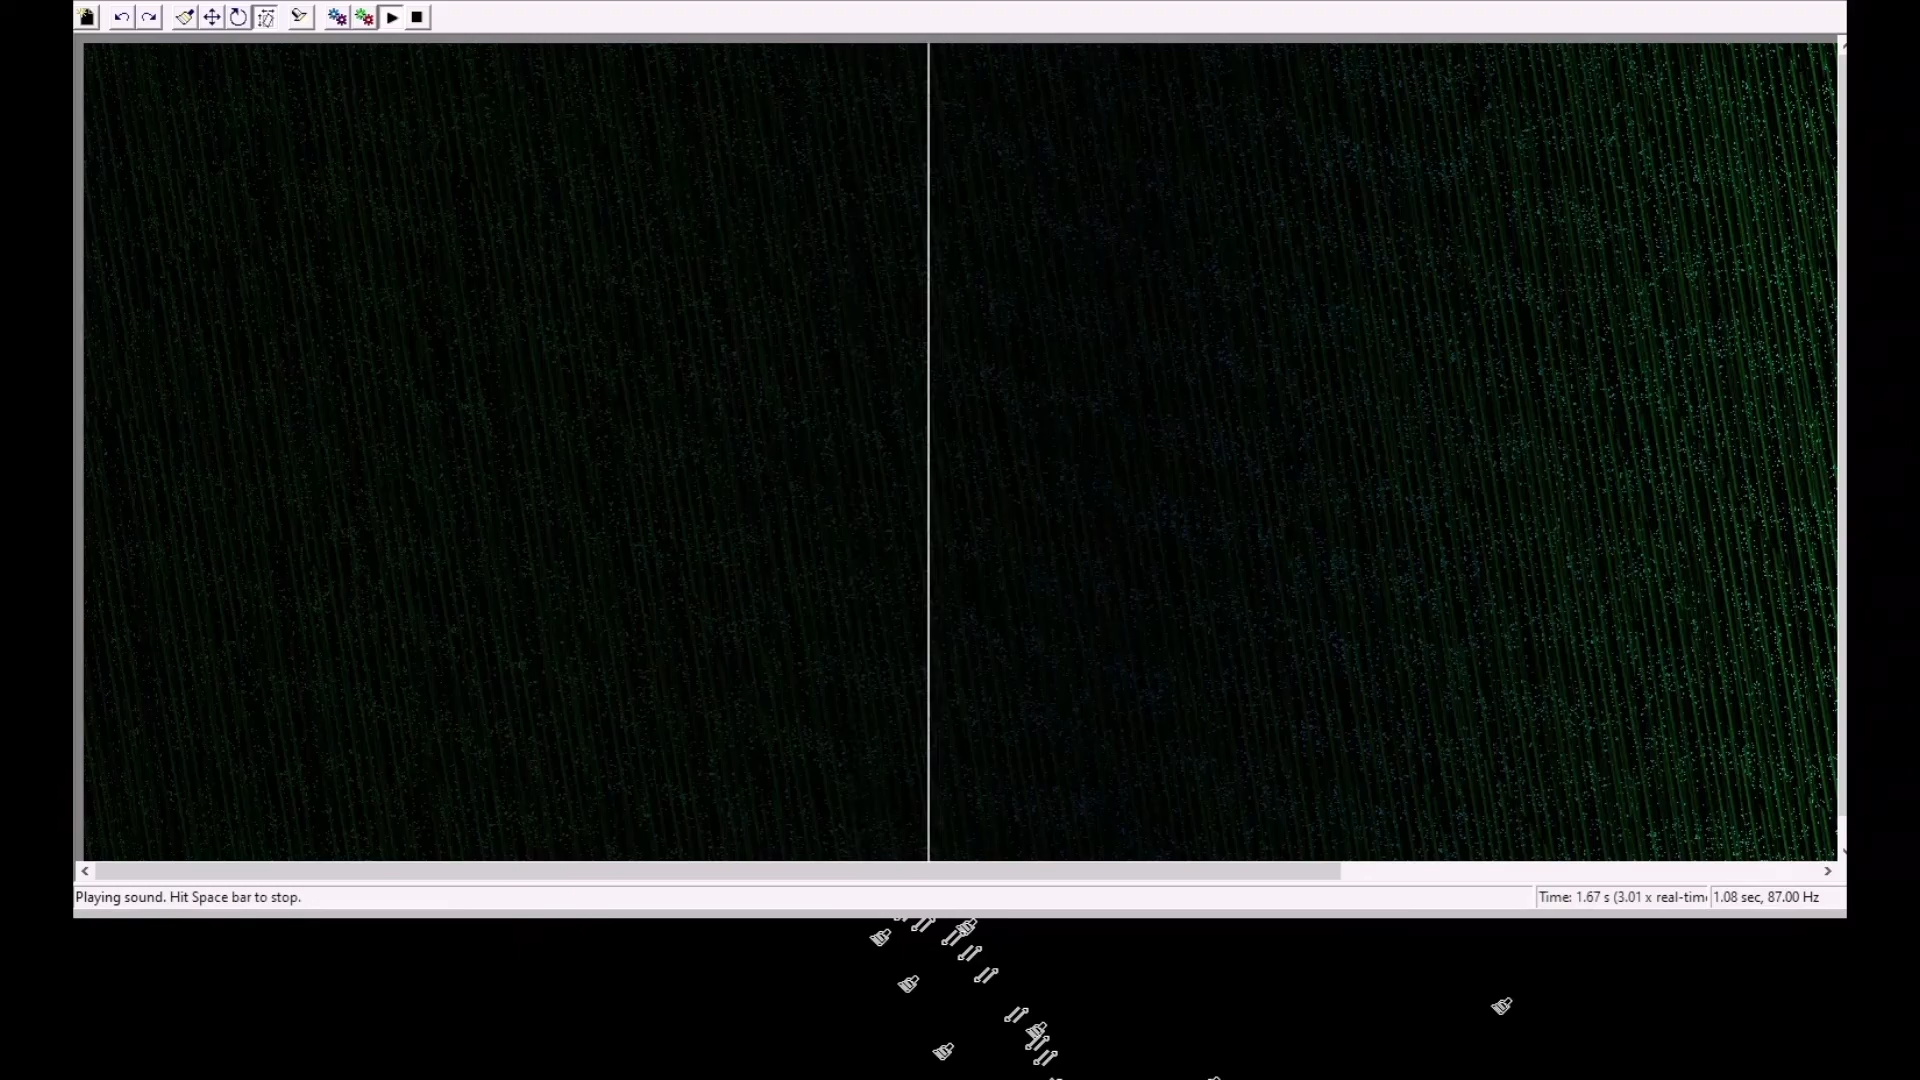 Playing sound. Hit Space bar to stop.
Time: 1.67 s (3.01 x real-tim
1.08 sec, 87.00 Hz